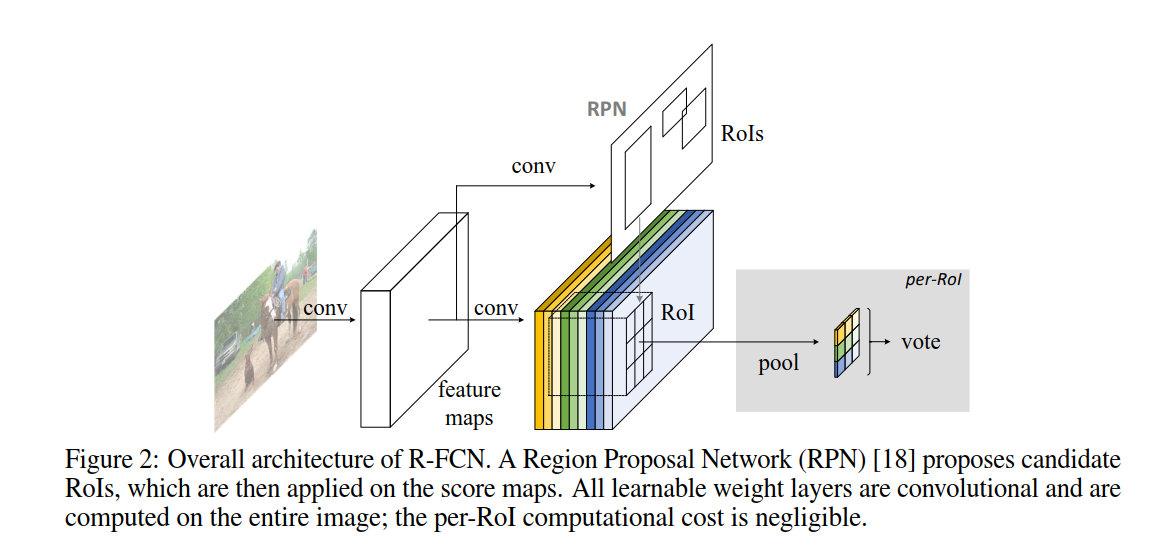 RPN
RoIs
conv
per-RoI
conv
conv
RoI
vote
pool
feature
maps
Figure 2: Overall architecture of R-FCN. A Region Proposal Network (RPN) [18] proposes candidate
RoIs, which are then applied on the score maps. All learnable weight layers are convolutional and are
computed on the entire image; the per-RoI computational cost is negligible.